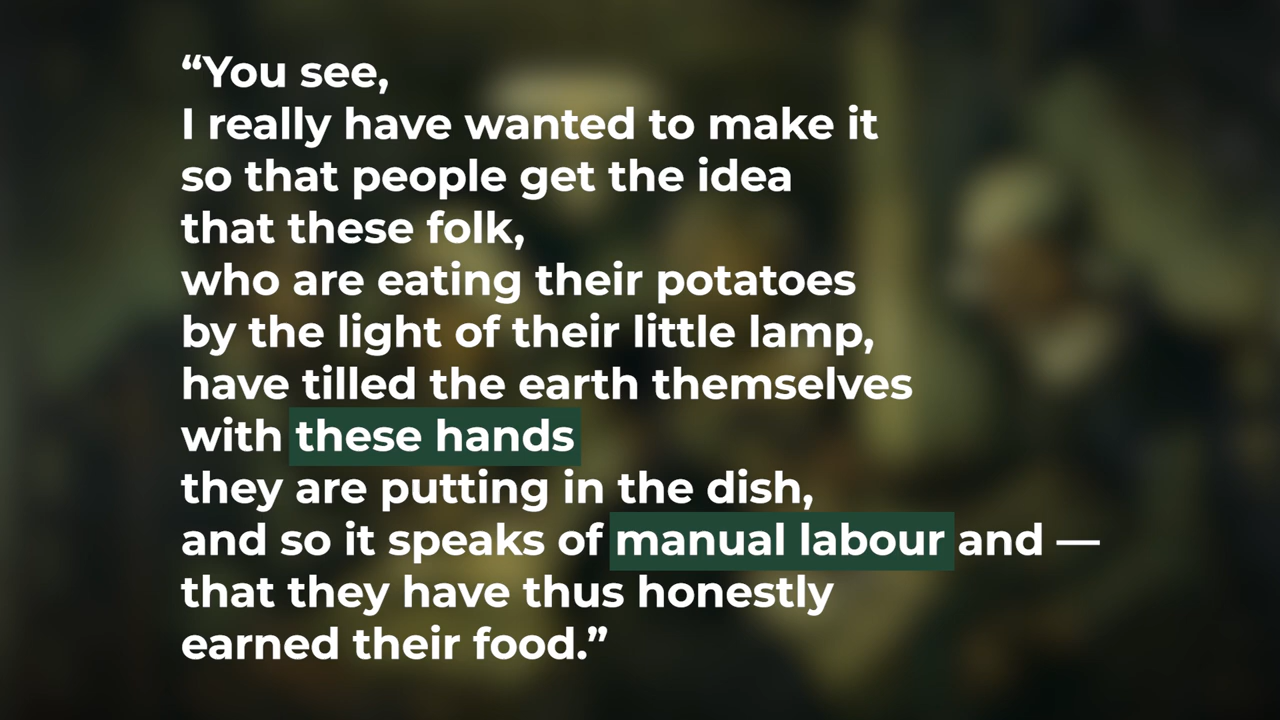 “You see,
I really have wanted to make it
so that people get the idea
that these folk,
who are eating their potatoes
by the light of their little lamp,
have tilled the earth themselves
with these hands
they are putting in the dish,
and so it speaks of manual labour and —
that they have thus honestly
earned their food.”